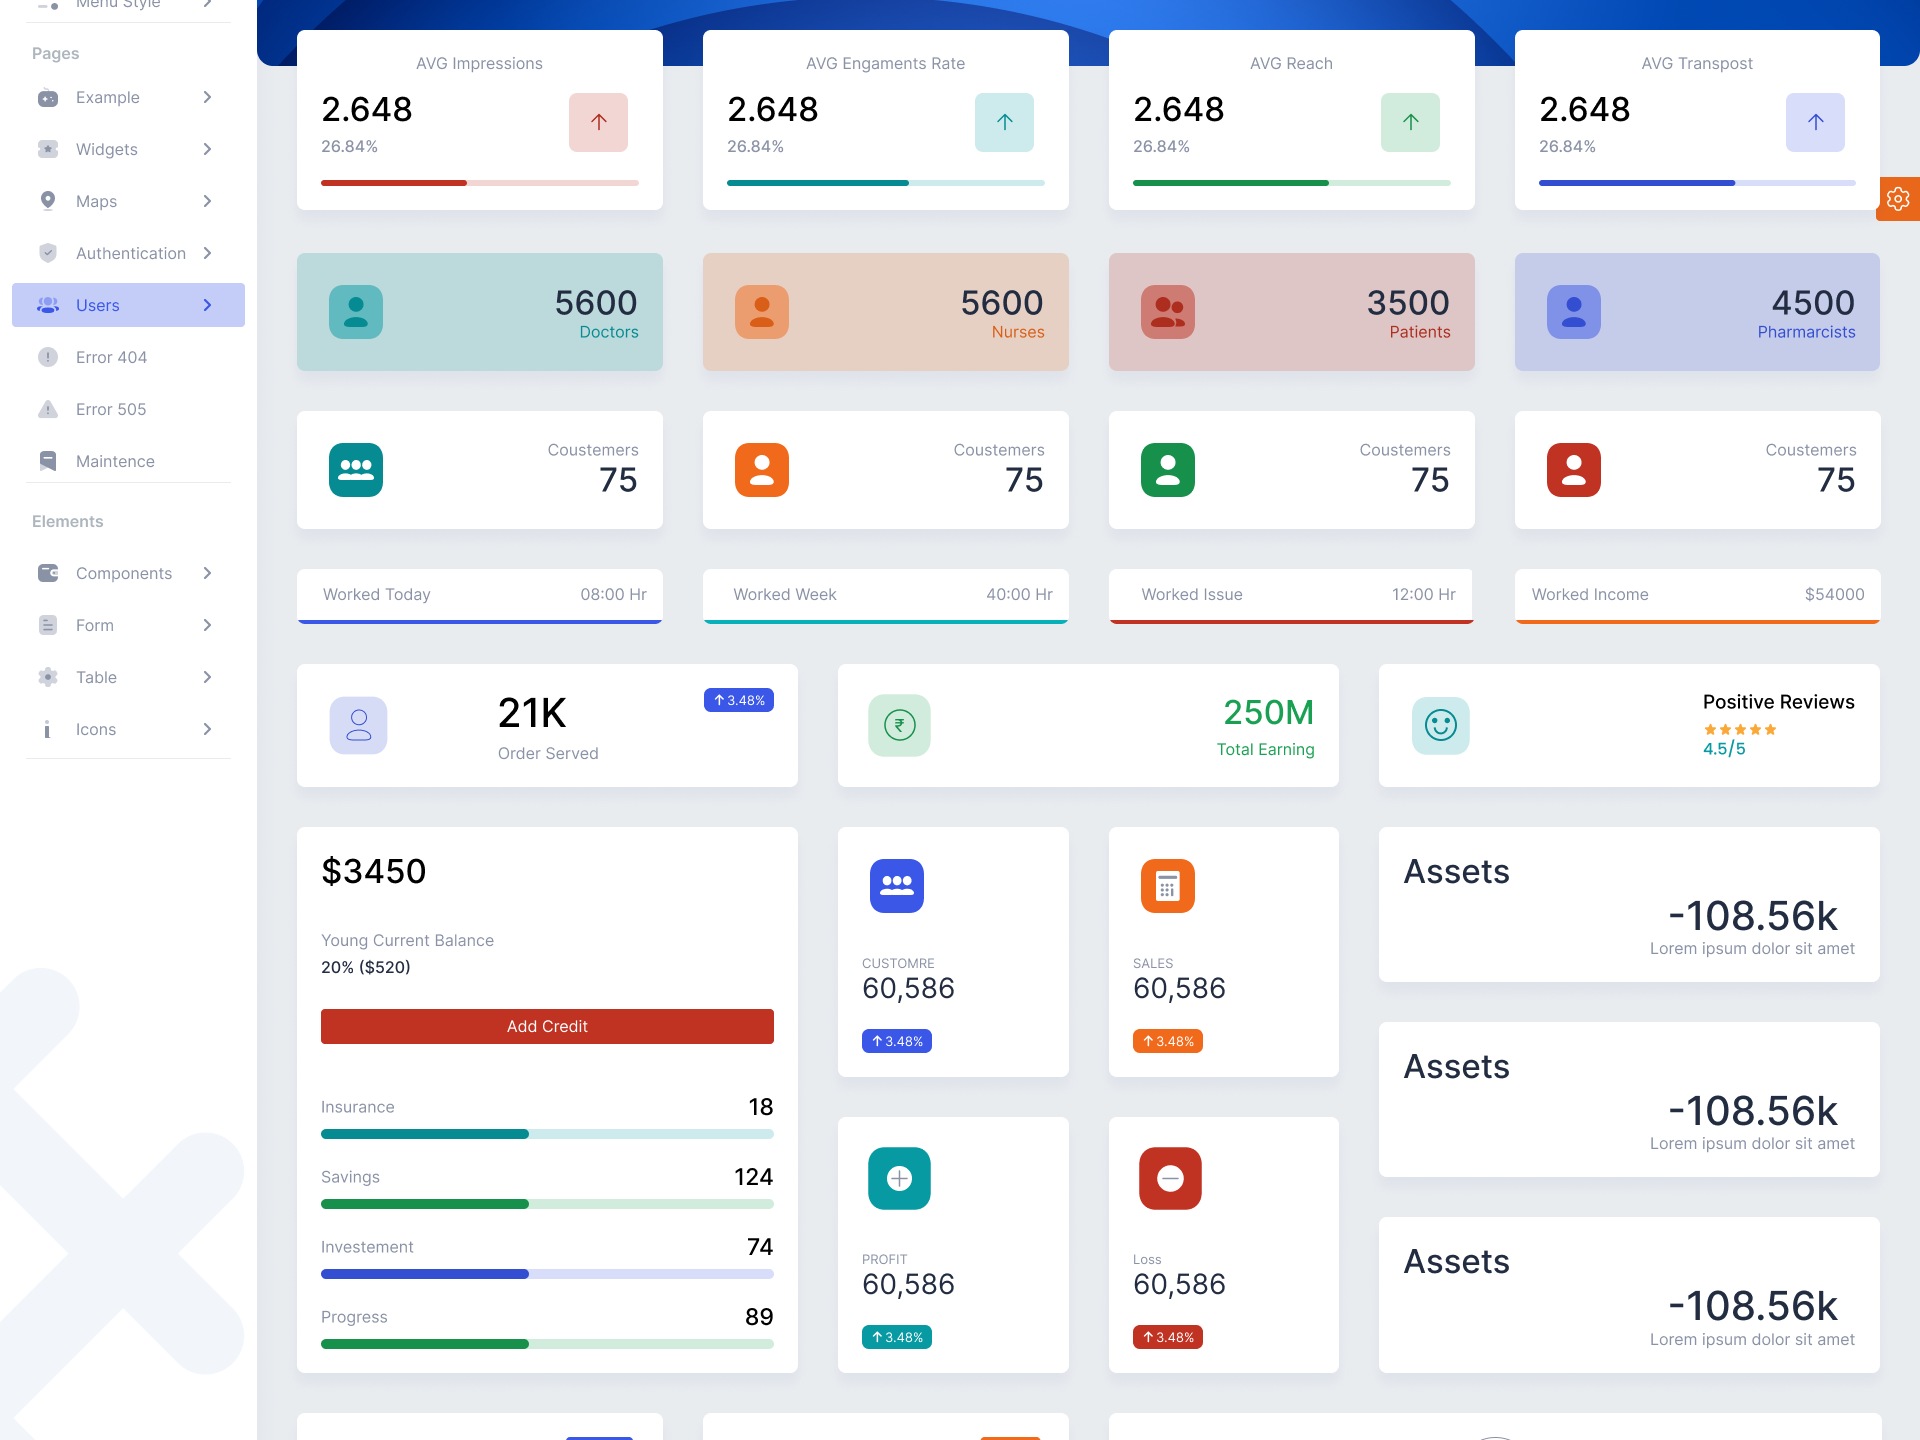 Menu Style
Pages
Example
Widgets
Maps
Authentication
Users
Error 404
Error 505
Maintence
Elements
Components
Form
Table
Icons
AVG Impressions
2.648
26.84%
AVG Engaments Rate
2.648
26.84%
AVG Reach
2.648
26.84%
AVG Transpost
2.648
26.84%
5600
Doctors
5600
Nurses
3500
Patients
4500
Pharmarcists
Coustemers
75
Coustemers
75
Coustemers
75
Coustemers
75
Worked Today 08:00 Hr
Worked Week 40:00 Hr
Worked Issue 12:00 Hr
Worked Income $54000
21K
Order Served
3.48%
₹
250M
Total Earning
Positive Reviews
4.5/5
$3450
Young Current Balance
20% ($520)
Add Credit
Insurance 18
Savings 124
Investement 74
Progress 89
CUSTOMRE
60,586
3.48%
SALES
60,586
3.48%
PROFIT
60,586
3.48%
Loss
60,586
3.48%
Assets
-108.56k
Lorem ipsum dolor sit amet
Assets
-108.56k
Lorem ipsum dolor sit amet
Assets
-108.56k
Lorem ipsum dolor sit amet